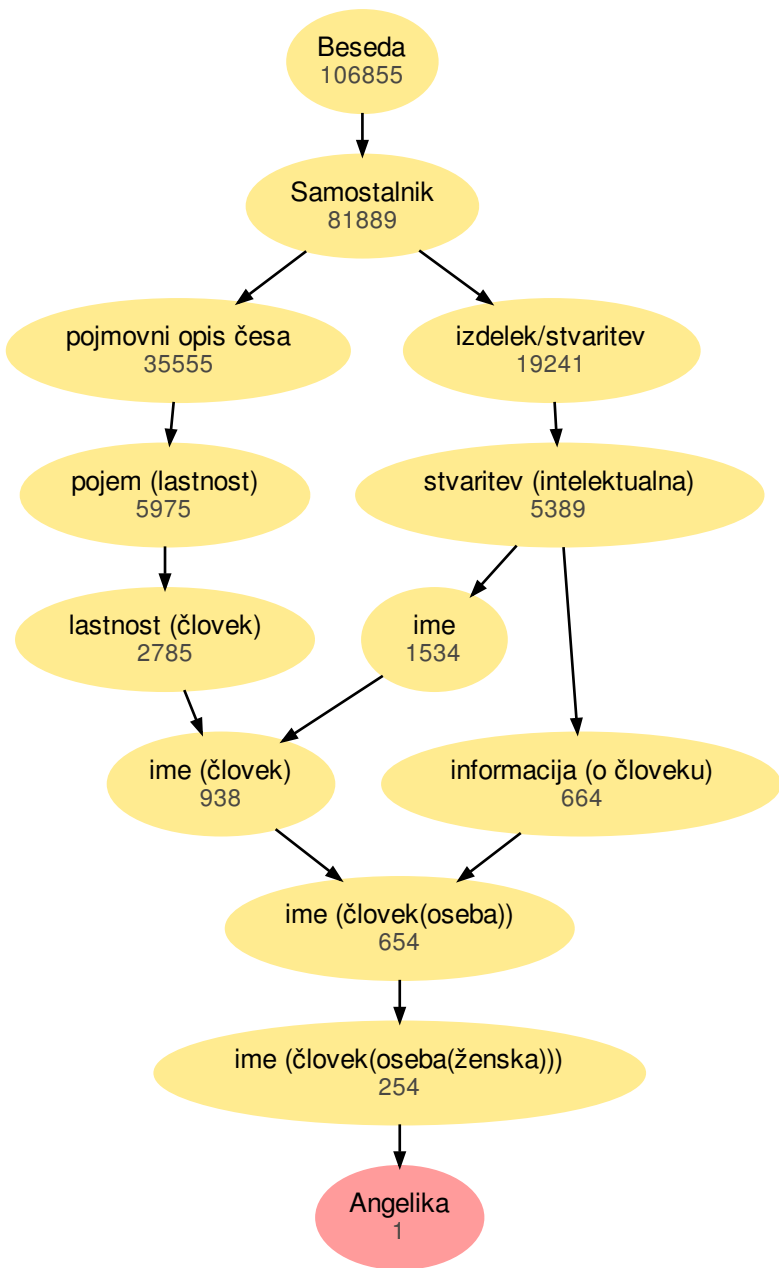 Beseda
106855
Samostalnik
81889
pojmovni opis česa
35555
izdelek/stvaritev
19241
pojem (lastnost)
5975
stvaritev (intelektualna)
5389
lastnost (človek)
2785
ime
1534
ime (človek)
938
informacija (o človeku)
664
ime (človek(oseba))
654
ime (človek(oseba(ženska)))
254
Angelika
1